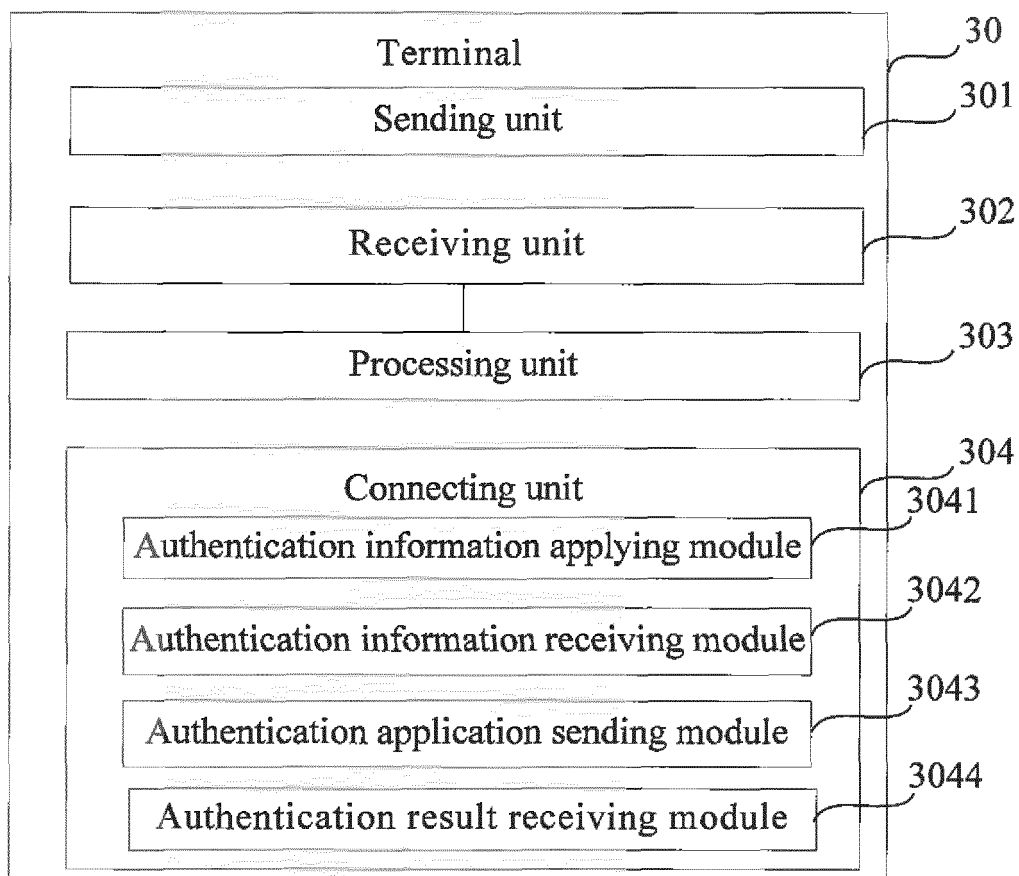 Terminal
30
Sending unit
301
Receiving unit
302
Processing unit
303
Connecting unit
304
Authentication information applying module
3041
Authentication information receiving module
3042
Authentication application sending module
3043
Authentication result receiving module
3044